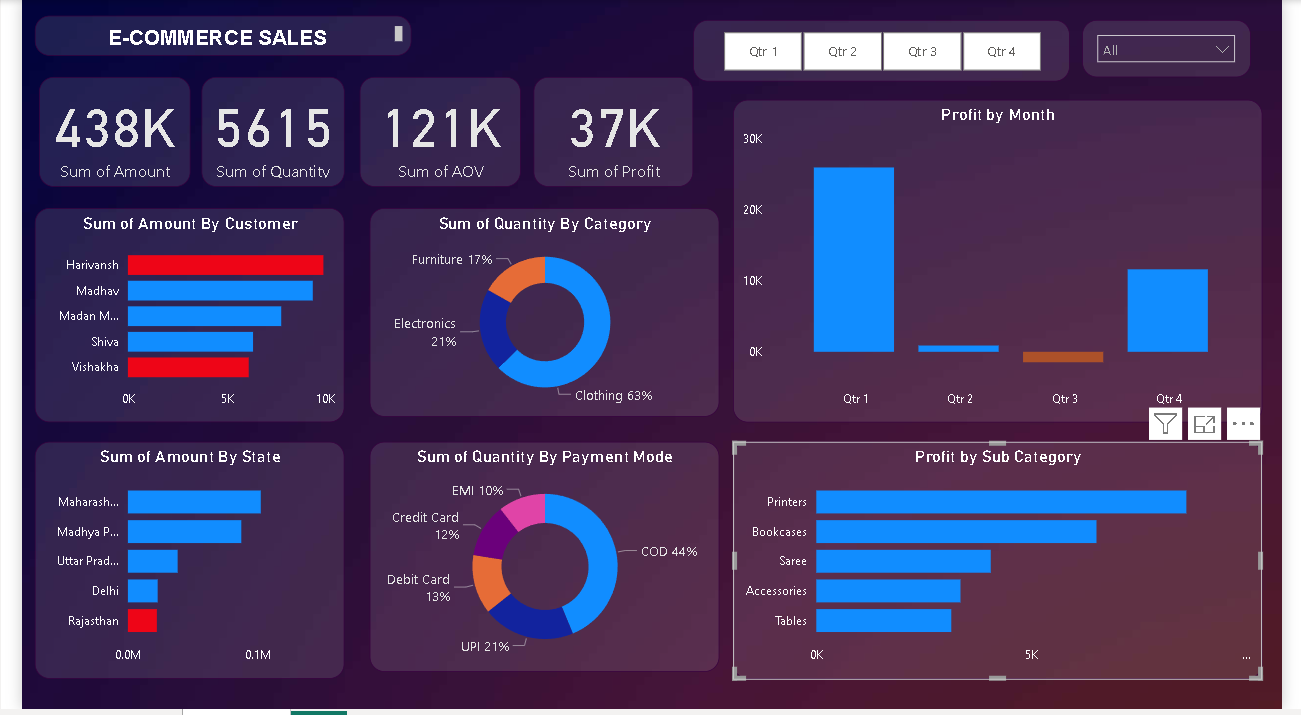 E-COMMERCE SALES
Qtr 1
Qtr 2
Qtr 3
Qtr 4
All
438K
Sum of Amount
5615
Sum of Quantity
121K
Sum of AOV
37K
Sum of Profit
Profit by Month
30K
20K
10K
0K
Qtr 1
Qtr 2
Qtr 3
Qtr 4
Sum of Amount By Customer
Harivansh
Madhav
Madan M...
Shiva
Vishakha
0K
5K
10K
Sum of Quantity By Category
Furniture 17%
Electronics
21%
Clothing 63%
Sum of Amount By State
Maharash...
Madhya P...
Uttar Prad...
Delhi
Rajasthan
0.0M
0.1M
Sum of Quantity By Payment Mode
EMI 10%
Credit Card
12%
Debit Card
13%
UPI 21%
COD 44%
Profit by Sub Category
Printers
Bookcases
Saree
Accessories
Tables
0K
5K
...